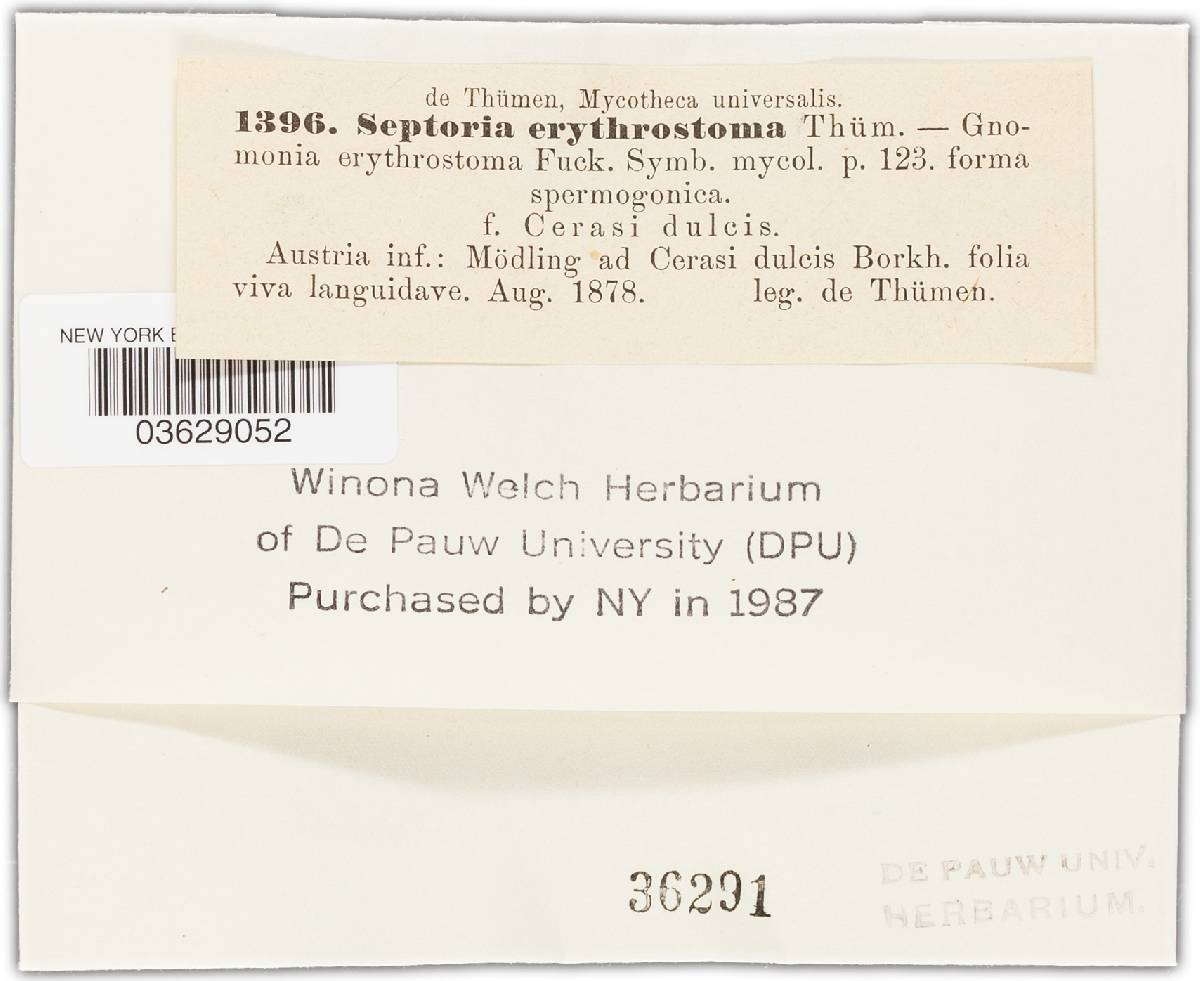 de Thümen, Mycotheca universalis.
1396. Septoria erythrostoma Thüm. — Gno-
monia erythrostoma Fuck. Symb. mycol. p. 123. forma
spermogonica.
f. Cerasi dulcis.
Austria inf.: Mödling ad Cerasi dulcis Borkh. folia
viva languidave. Aug. 1878. leg. de Thümen.
NEW YORK
03629052
Winona Welch Herbarium
of De Pauw University (DPU)
Purchased by NY in 1987
36291
DE PAUW UNIV.
HERBARIUM.